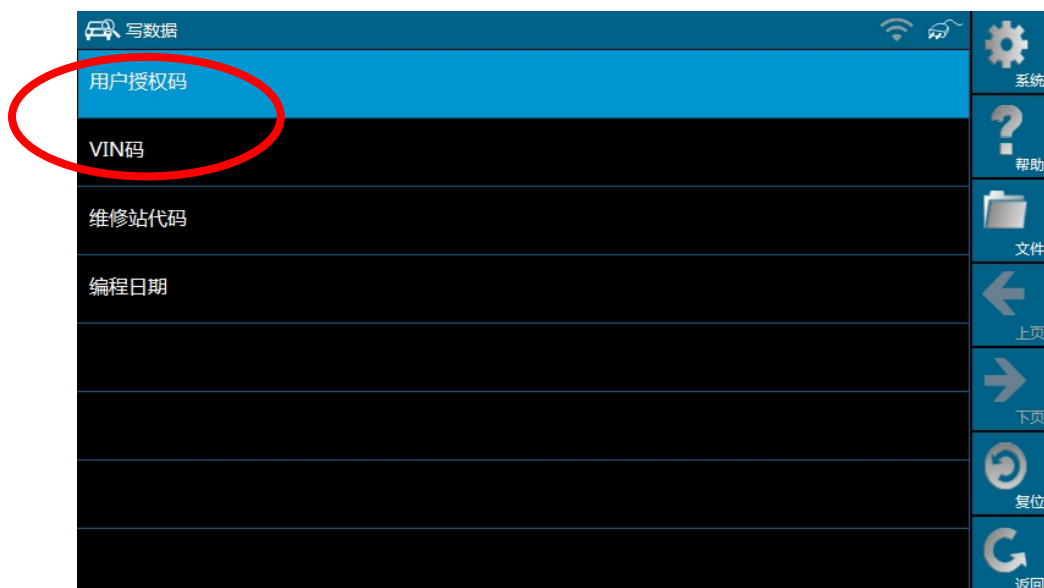 写数据
用户授权码
VIN码
维修站代码
编程日期
系统
帮助
文件
上页
下页
复位
返回